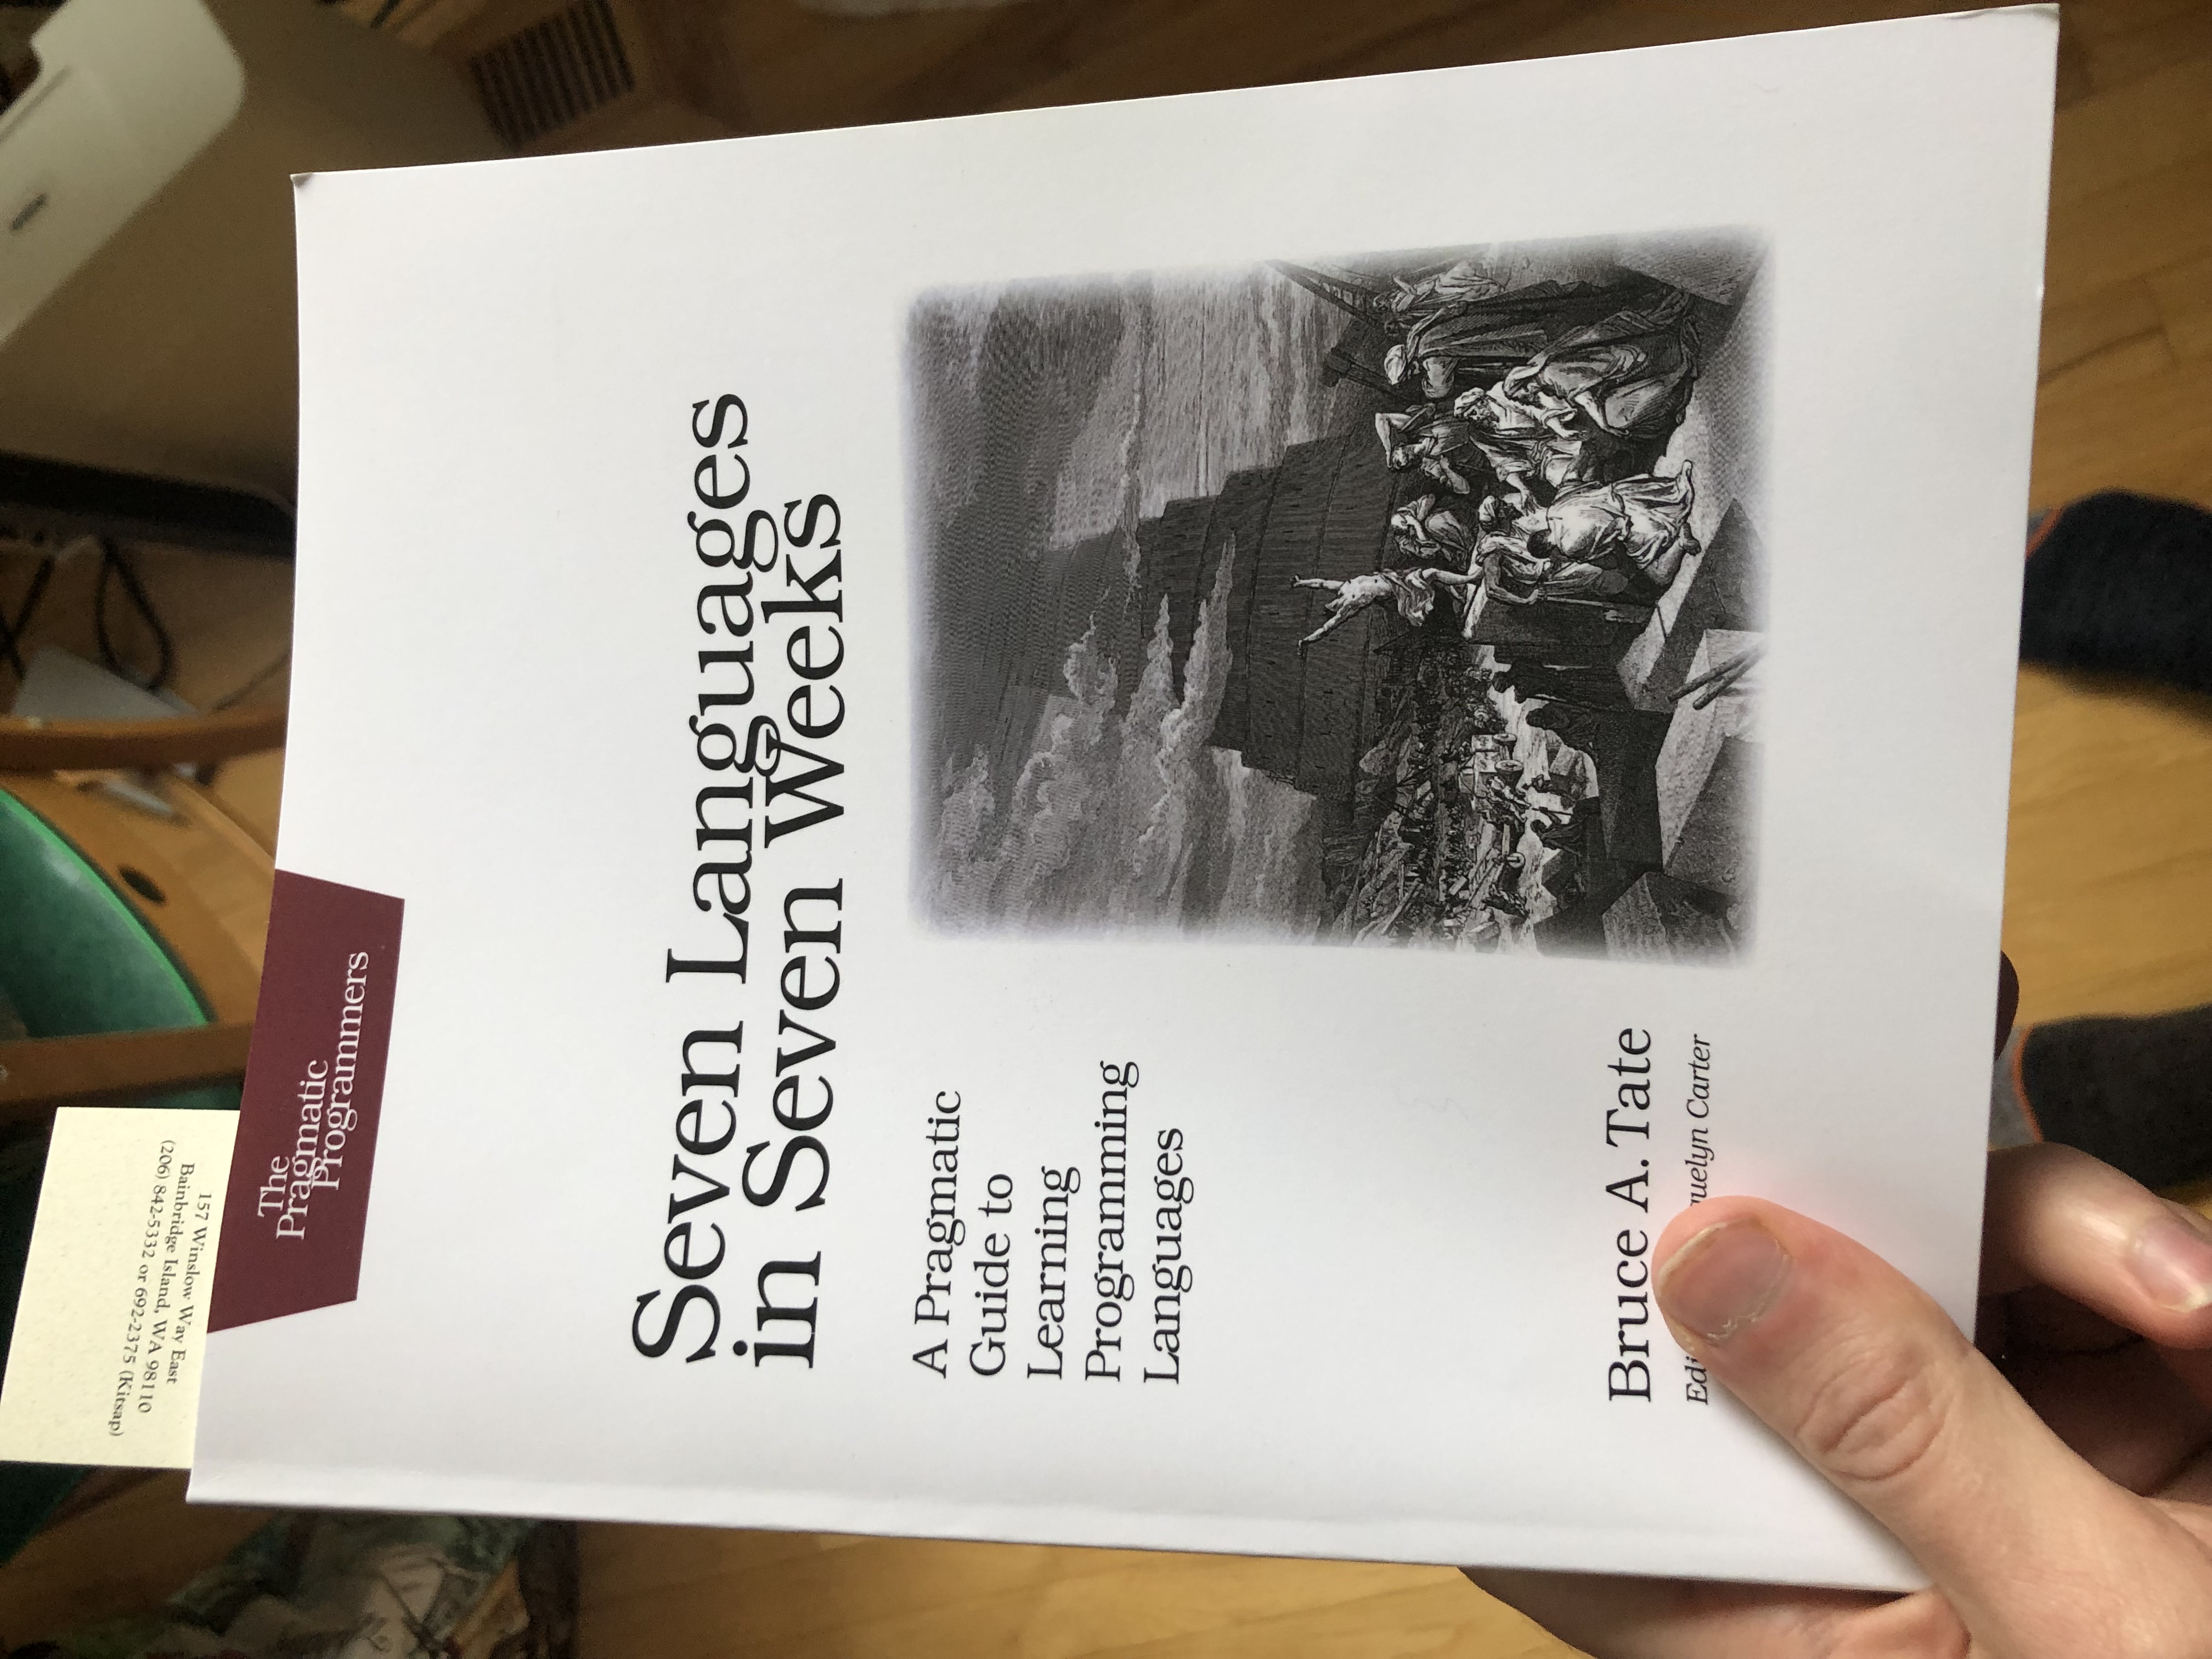 157 Winslow Way East
Bainbridge Island, WA 98110
(206) 842-5332 or 692-2375 (Kitsap)
The
Pragmatic
Programmers
Seven Languages
in Seven Weeks
A Pragmatic
Guide to
Learning
Programming
Languages
Bruce A. Tate
Carter